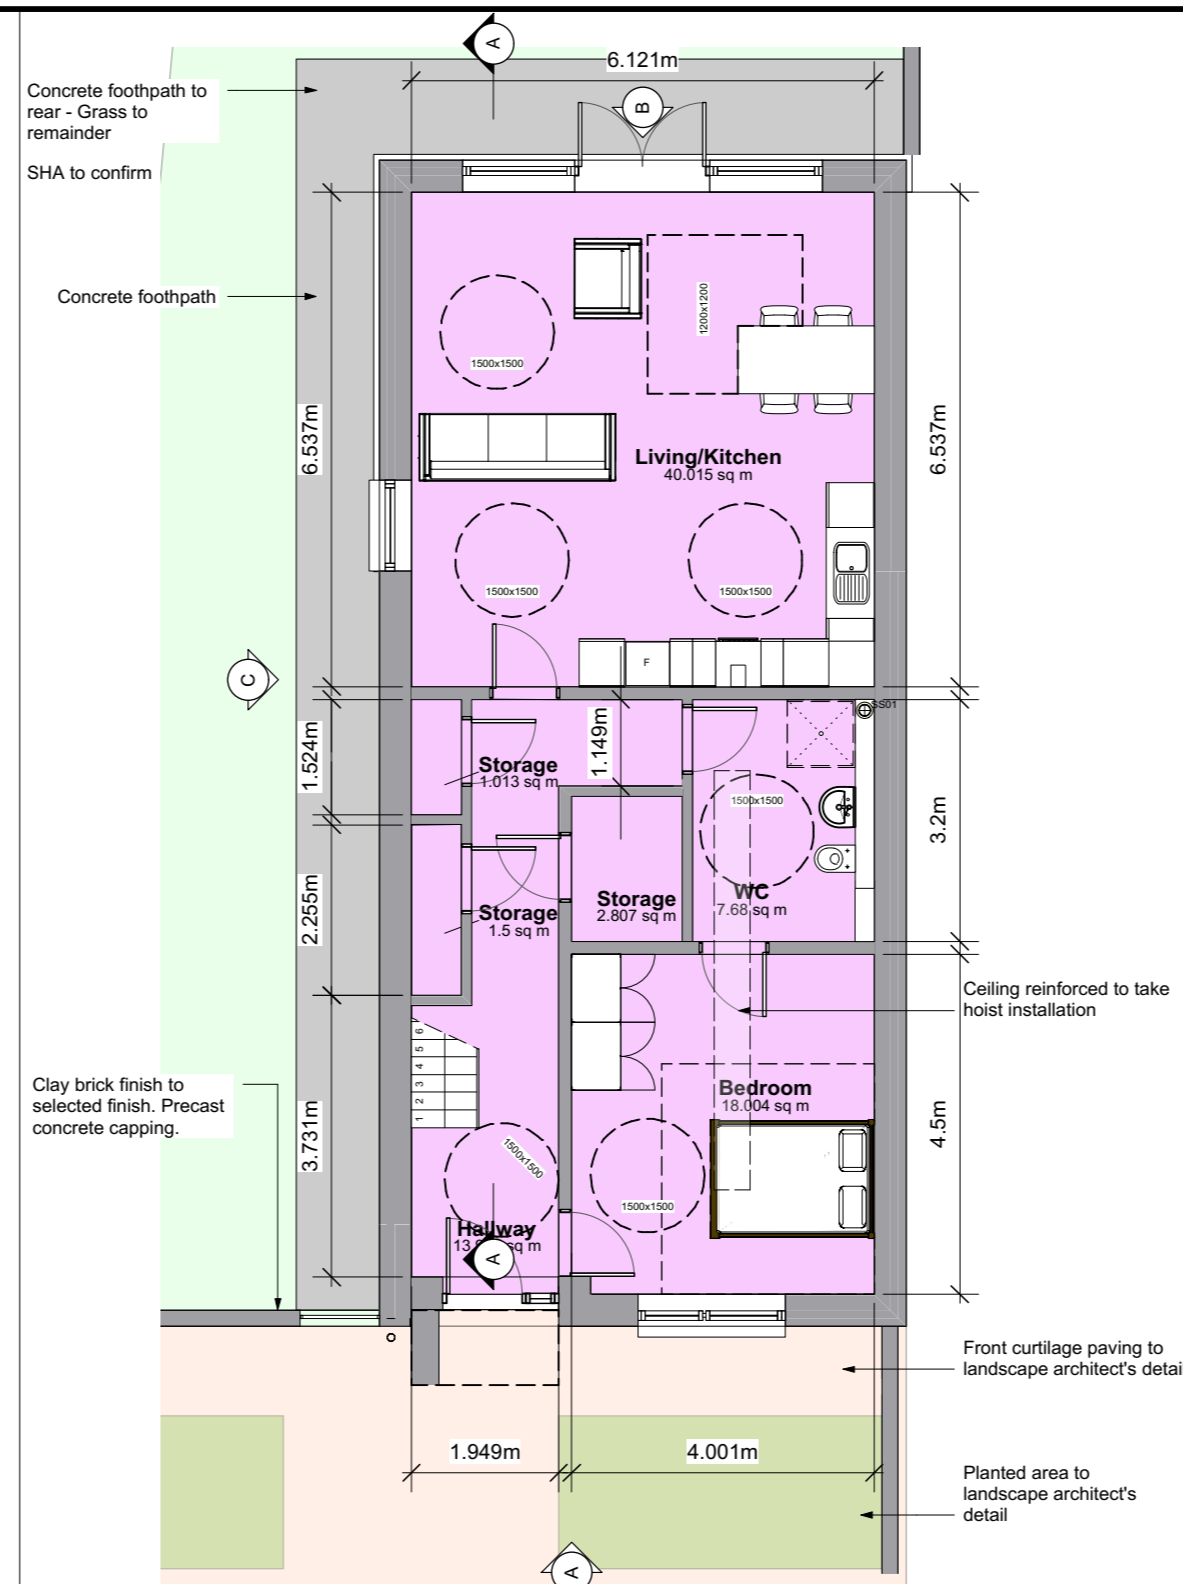 A
6.121m
Concrete footpath to
rear - Grass to
remainder
SHA to confirm
B
Concrete footpath
1200x1200
1500x1500
6.537m
6.537m
Living/Kitchen
40.015 sq m
1500x1500
1500x1500
F
C
SS01
1.524m
Storage
1.013 sq m
1.149m
1500x1500
3.2m
2.255m
Storage
1.5 sq m
Storage
2.807 sq m
WC
7.68 sq m
Ceiling reinforced to take
hoist installation
6
5
4
3
2
1
Clay brick finish to
selected finish. Precast
concrete capping.
Bedroom
18.004 sq m
3.731m
4.5m
1500x1500
1500x1500
Hallway
sq m
A
Front curtilage paving to
landscape architect's detail
1.949m
4.001m
Planted area to
landscape architect's
detail
A